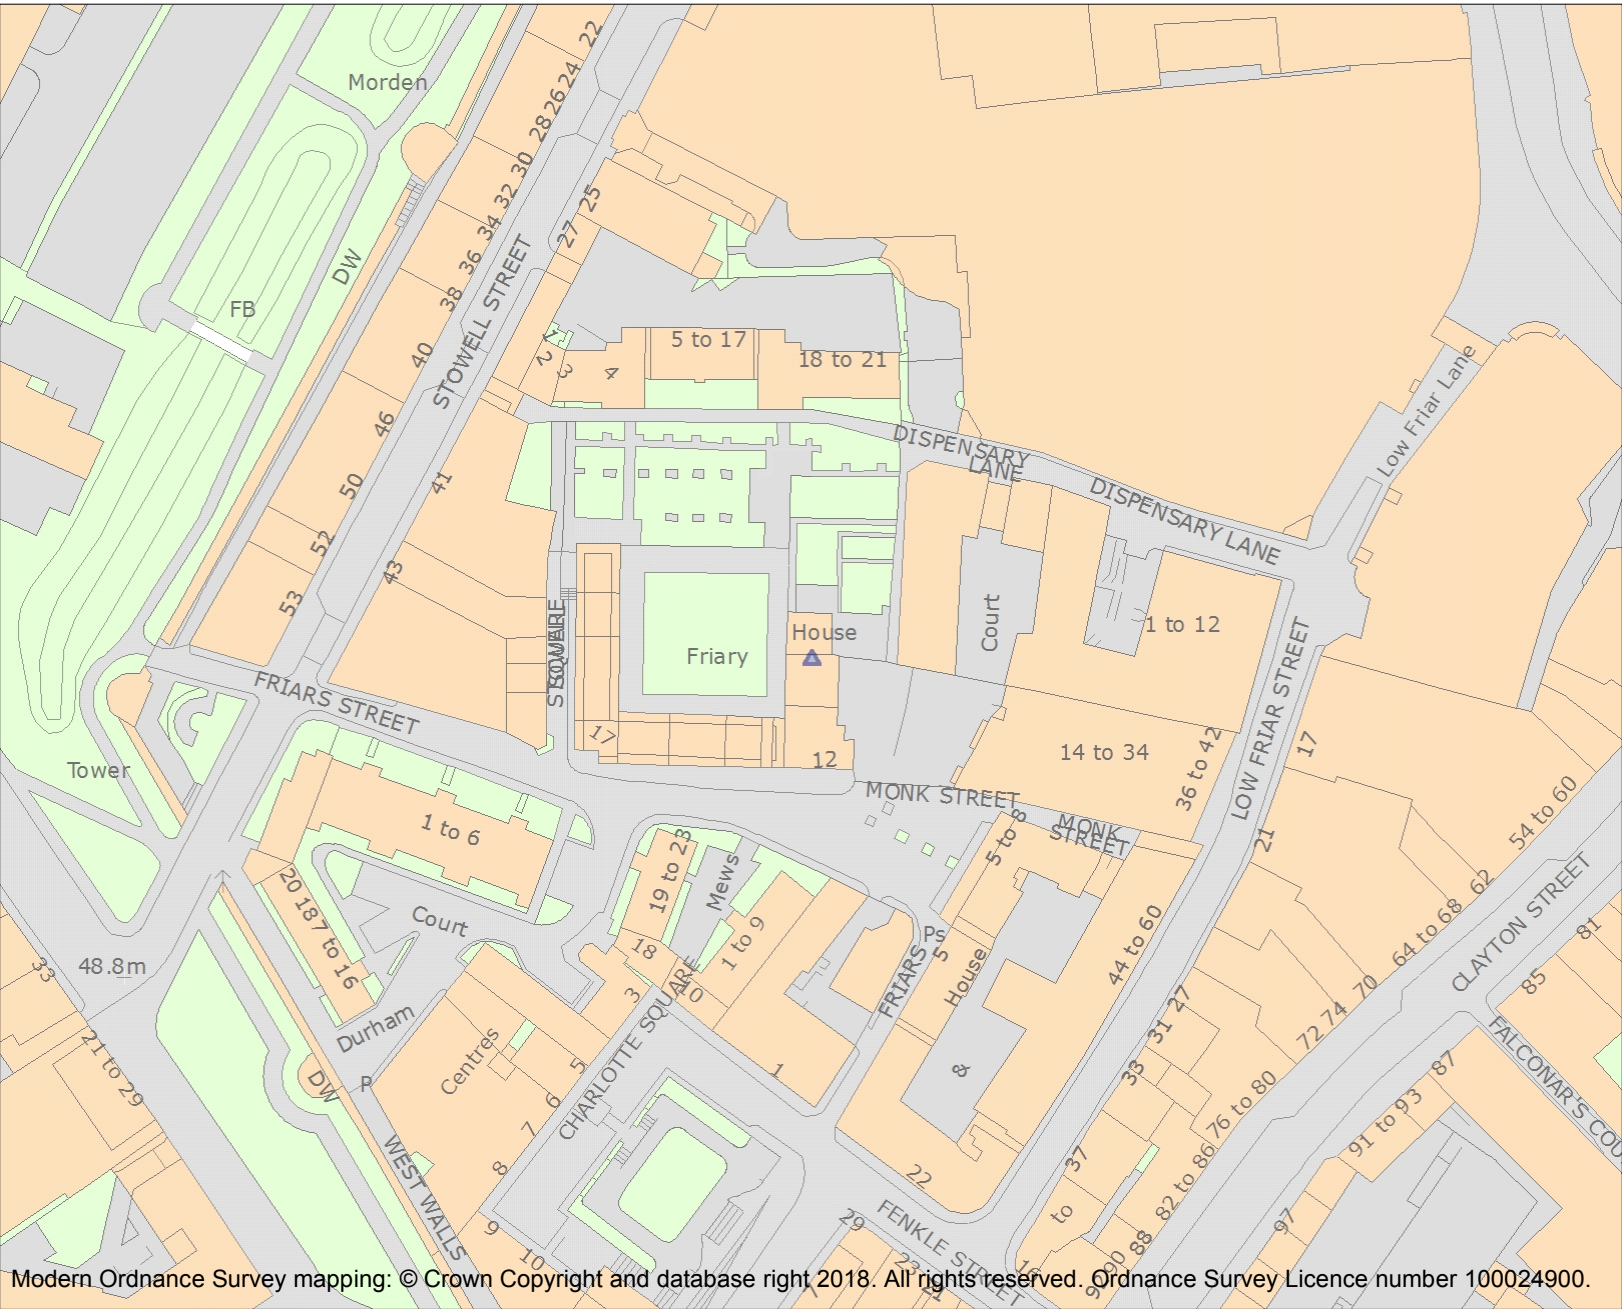 22
24
Morden
26
28
30
32
34
25
27
36
DW
38
FB
STOWELL STREET
40
1
2
3
4
5 to 17
18 to 21
Low Friar Lane
46
DISPENSARY
LANE
41
50
DISPENSARY LANE
52
43
53
STOWELL
SQUARE
Court
1 to 12
House
Friary
FRIARS STREET
LOW FRIAR STREET
17
12
14 to 34
36 to 42
17
Tower
MONK STREET
MONK
STREET
1 to 6
5 to 8
21
54 to 60
19 to 23
Mews
62
CLAYTON STREET
20
18
7 to 16
Court
64 to 68
81
18
1 to 9
Ps
5
House
44 to 60
48.8m
33
3
10
FRIARS
27
70
85
31
72 74
Durham
Centres
FALCONAR'S COU
21 to 29
5
1
&
33
87
DW
P
6
CHARLOTTE SQUARE
76 to 80
91 to 93
7
37
8
82 to 86
WEST WALLS
22
to
9
29
FENKLE STREET
88
97
10
23
21
16
90
7
Modern Ordnance Survey mapping: © Crown Copyright and database right 2018. All rights reserved. Ordnance Survey Licence number 100024900.